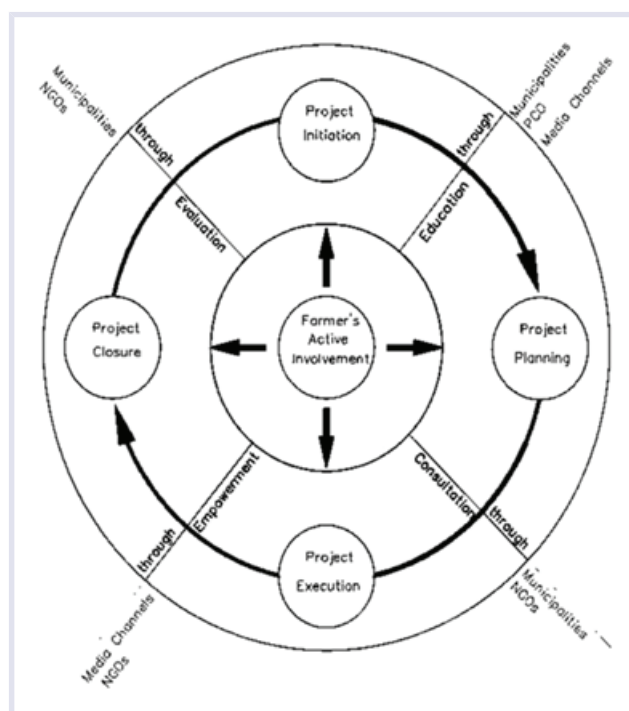 Municipalities
NGOs
through
Evaluation
Project
Initiation
through
Education
Municipalities
PCO
Media Channels
Project
Closure
Farmer's
Active
Involvement
Project
Planning
Empowerment
through
Media Channels
NGOs
Project
Execution
Consultation
through
Municipalities
NGOs